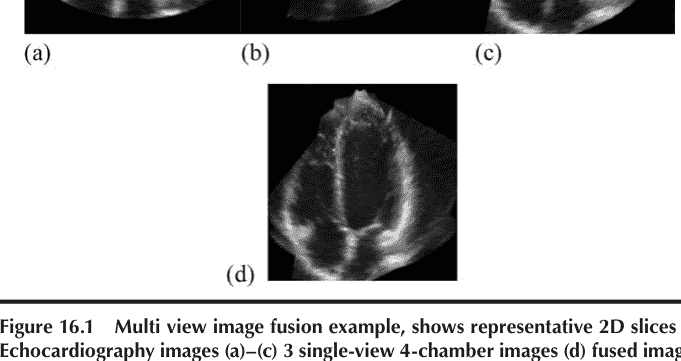 (a)
(b)
(c)
(d)
Figure 16.1 Multi view image fusion example, shows representative 2D slices
Echocardiography images (a)–(c) 3 single-view 4-chamber images (d) fused imag